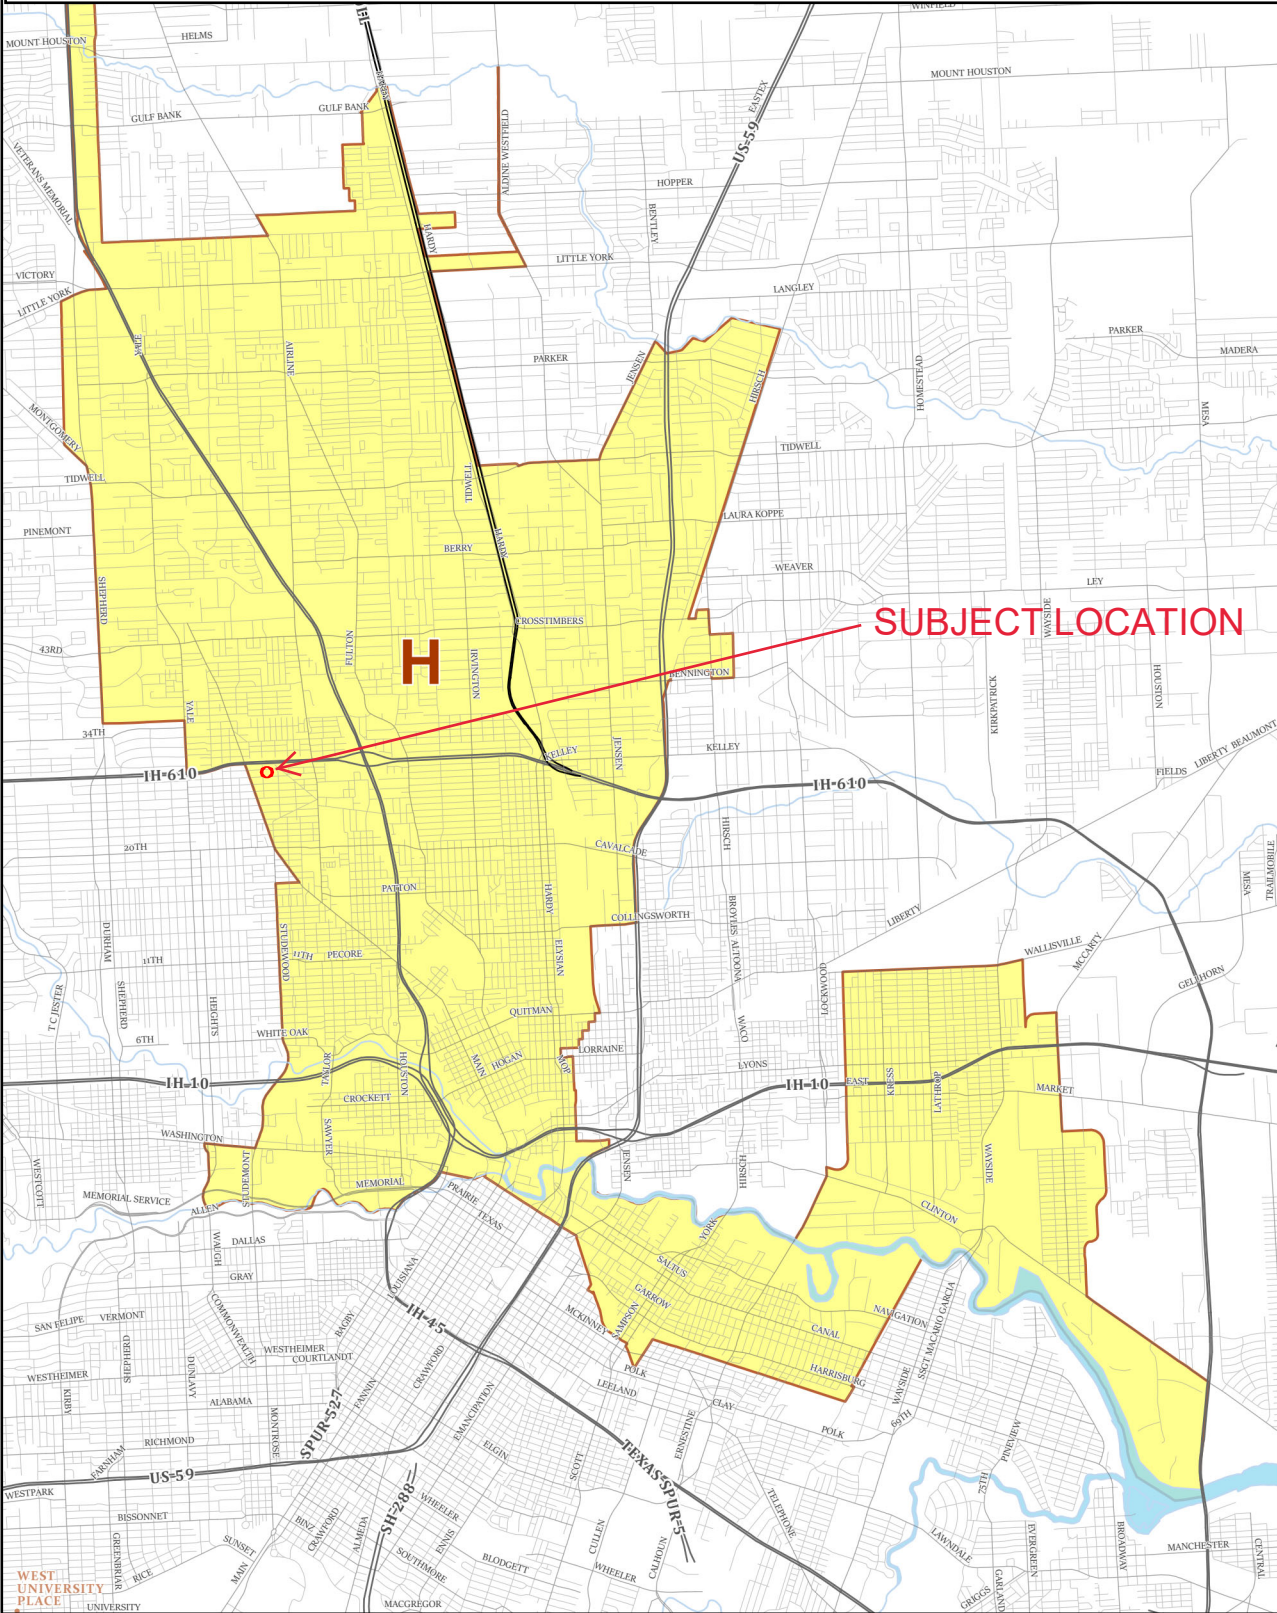 WINFIELD
HELMS
MOUNT HOUSTON
HARDY
MOUNT HOUSTON
EASTEX
GULF BANK
GULF BANK
ALDINE WESTFIELD
US-59
VETERANS MEMORIAL
HOPPER
BENTLEY
HARDY
LITTLE YORK
VICTORY
LITTLE YORK
LANGLEY
YALE
AIRLINE
PARKER
PARKER
MADERA
JENSEN
HIRSCH
HOMESTEAD
MESA
MONTGOMERY
TIDWELL
TIDWELL
TIDWELL
LAURA KOPPE
PINEMONT
BERRY
HARDY
WEAVER
LEY
SHEPHERD
CROSSTIMBERS
SUBJECT LOCATION
WAYSIDE
FULTON
43RD
H
IRVINGTON
BENNINGTON
HOUSTON
KIRKPATRICK
YALE
34TH
KELLEY
JENSEN
KELLEY
LIBERTY BEAUMONT
FIELDS
IH-610
IH-610
HIRSCH
20TH
CAVALCADE
TRAILMOBILE
MESA
PATTON
HARDY
COLLINGSWORTH
BROYLES
ALTOONA
LIBERTY
DURHAM
STUDEWOOD
11TH
PECORE
ELYSIAN
WALLISVILLE
MCCARTY
11TH
GELLHORN
T C JESTER
SHEPHERD
HEIGHTS
LOCKWOOD
QUITMAN
WACO
WHITE OAK
6TH
MAIN
HOGAN
MOP
LORRAINE
LYONS
TAYLOR
HOUSTON
IH-10
IH-10
EAST
KRESS
LATHROP
MARKET
CROCKETT
WASHINGTON
SAWYER
WAYSIDE
WESTCOTT
STUDEMONT
JENSEN
HIRSCH
MEMORIAL
MEMORIAL SERVICE
ALLEN
PRAIRIE
TEXAS
CLINTON
YORK
WAUGH
DALLAS
SALTUS
GRAY
LOUISIANA
GARROW
COMMONWEALTH
SAN FELIPE
VERMONT
BAGBY
IH-45
MCKINNEY
SAMPSON
NAVIGATION
CANAL
SSGT MACARIO GARCIA
WESTHEIMER
COURTLANDT
CRAWFORD
SHEPHERD
WESTHEIMER
DUNLAVY
POLK
LEELAND
HARRISBURG
WAYSIDE
KIRBY
ALABAMA
FANNIN
EMANCIPATION
CLAY
69TH
MONTROSE
SPUR-527
ERNESTINE
POLK
RICHMOND
ELGIN
SCOTT
TEXAS SPUR-5
PINEVIEW
FARNHAM
US-59
75TH
WESTPARK
SH-288
WHEELER
TELEPHONE
BISSONNET
BINZ
CRAWFORD
ALMEDA
ENNIS
CULLEN
CALHOUN
LAWNDALE
EVERGREEN
BROADWAY
MANCHESTER
CENTRAL
GREENBRIAR
SUNSET
SOUTHMORE
BLODGETT
WHEELER
WEST
UNIVERSITY
PLACE
RICE
MAIN
GRIGGS
GARLAND
UNIVERSITY
MACGREGOR